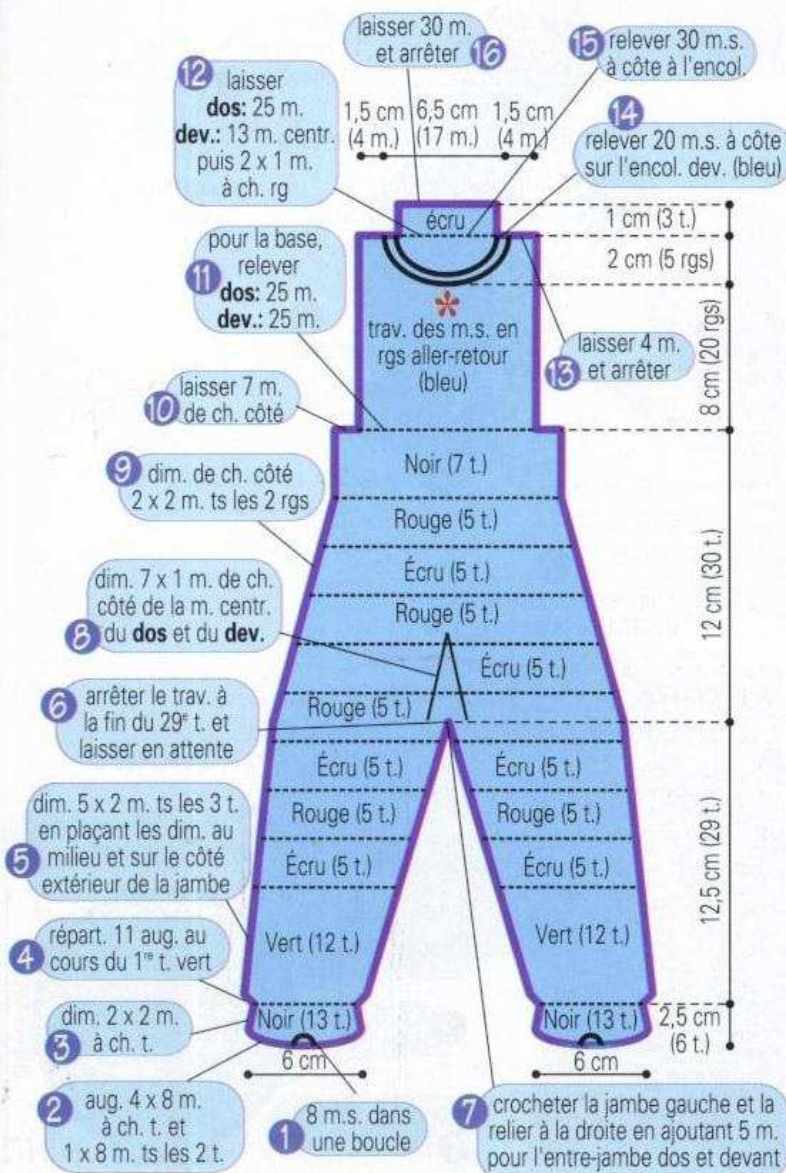 laisser 30 m.
et arrêter 16
15 relever 30 m.s.
à côte à l'encol.
12 laisser
dos: 25 m.
dev.: 13 m. centr.
puis 2 x 1 m.
à ch. rg
1,5 cm 6,5 cm 1,5 cm
(4 m.) (17 m.) (4 m.)
14
relever 20 m.s. à côte
sur l'encol. dev. (bleu)
écru
1 cm (3 t.)
2 cm (5 rgs)
pour la base,
relever
11 dos: 25 m.
dev.: 25 m.
*
trav. des m.s. en
rgs aller-retour
(bleu)
8 cm (20 rgs)
laisser 4 m.
13 et arrêter
laisser 7 m.
10 de ch. côté
Noir (7 t.)
9 dim. de ch. côté
2 x 2 m. ts les 2 rgs
Rouge (5 t.)
Écru (5 t.)
Rouge (5 t.)
12 cm (30 t.)
dim. 7 x 1 m. de ch.
côté de la m. centr.
8 du dos et du dev.
Écru (5 t.)
Rouge (5 t.)
6 arrêter le trav. à
la fin du 29e t. et
laisser en attente
Écru (5 t.) Écru (5 t.)
Rouge (5 t.) Rouge (5 t.)
Écru (5 t.) Écru (5 t.)
12,5 cm (29 t.)
dim. 5 x 2 m. ts les 3 t.
en plaçant les dim. au
5 milieu et sur le côté
extérieur de la jambe
Vert (12 t.) Vert (12 t.)
répart. 11 aug. au
4 cours du 1re t. vert
Noir (13 t.) Noir (13 t.)
2,5 cm
(6 t.)
dim. 2 x 2 m.
3 à ch. t.
6 cm 6 cm
2 aug. 4 x 8 m.
à ch. t. et
1 x 8 m. ts les 2 t.
1 8 m.s. dans
une boucle
7 crocheter la jambe gauche et la
relier à la droite en ajoutant 5 m.
pour l'entre-jambe dos et devant